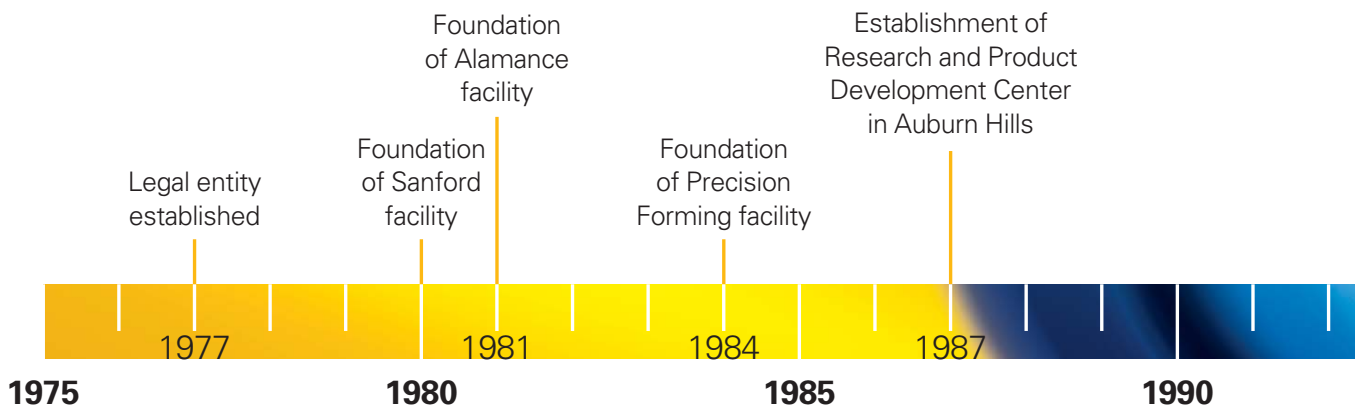 Legal entity
established
Foundation
of Sanford
facility
Foundation
of Alamance
facility
Foundation
of Precision
Forming facility
Establishment of
Research and Product
Development Center
in Auburn Hills
1977
1981
1984
1987
1975
1980
1985
1990